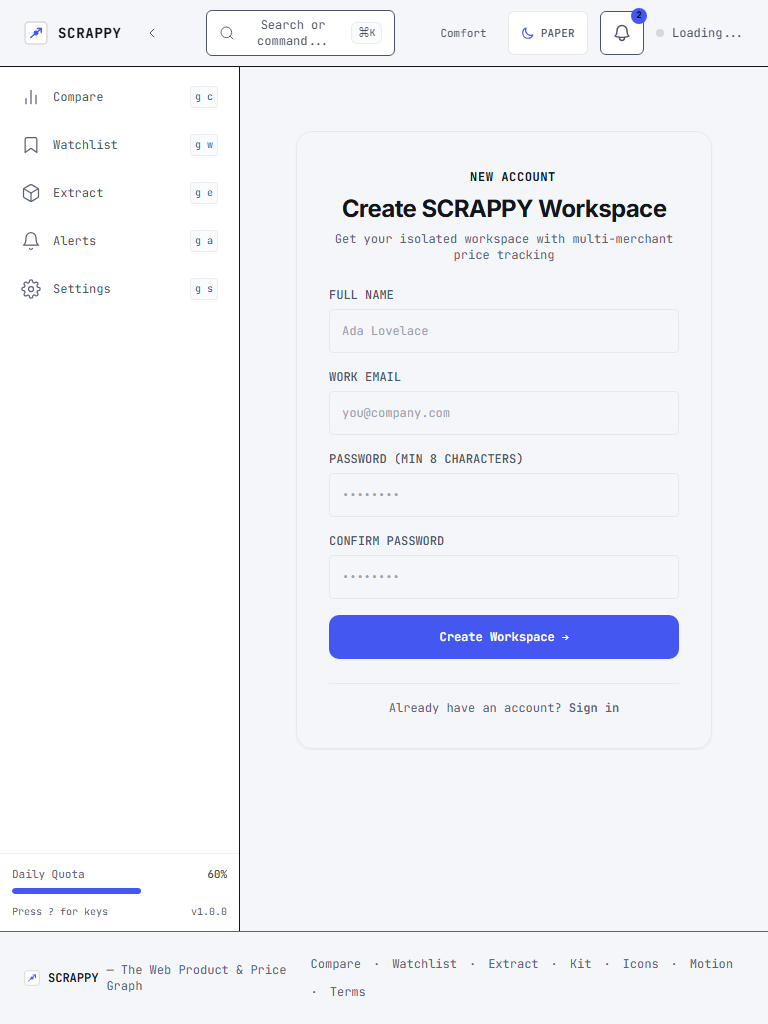 SCRAPPY
Search or
command...
⌘K
Comfort
PAPER
2
Loading...
Compare
g c
Watchlist
g w
Extract
g e
Alerts
g a
Settings
g s
NEW ACCOUNT
Create SCRAPPY Workspace
Get your isolated workspace with multi-merchant
price tracking
FULL NAME
Ada Lovelace
WORK EMAIL
you@company.com
PASSWORD (MIN 8 CHARACTERS)
••••••••
CONFIRM PASSWORD
••••••••
Create Workspace →
Already have an account? Sign in
Daily Quota
60%
Press ? for keys
v1.0.0
SCRAPPY
— The Web Product & Price
Graph
Compare · Watchlist · Extract · Kit · Icons · Motion
· Terms